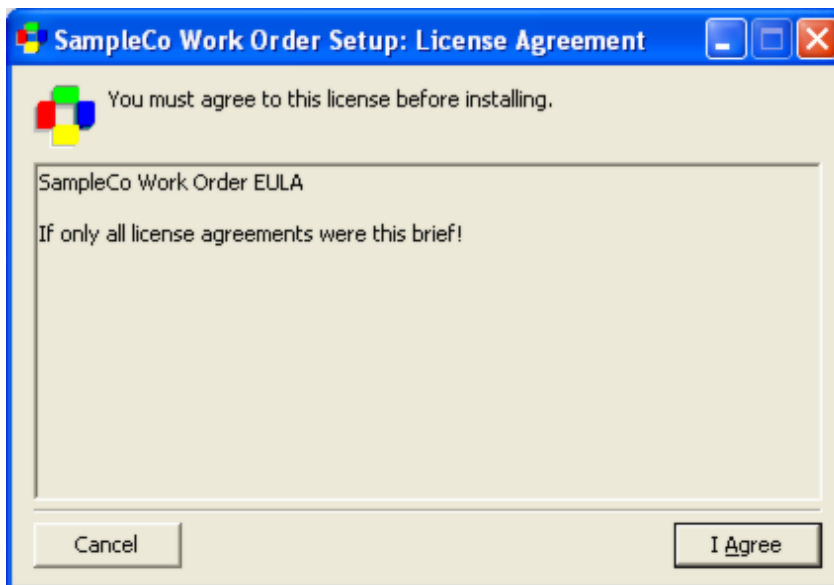 SampleCo Work Order Setup: License Agreement
You must agree to this license before installing.
SampleCo Work Order EULA
If only all license agreements were this brief!
Cancel
I Agree